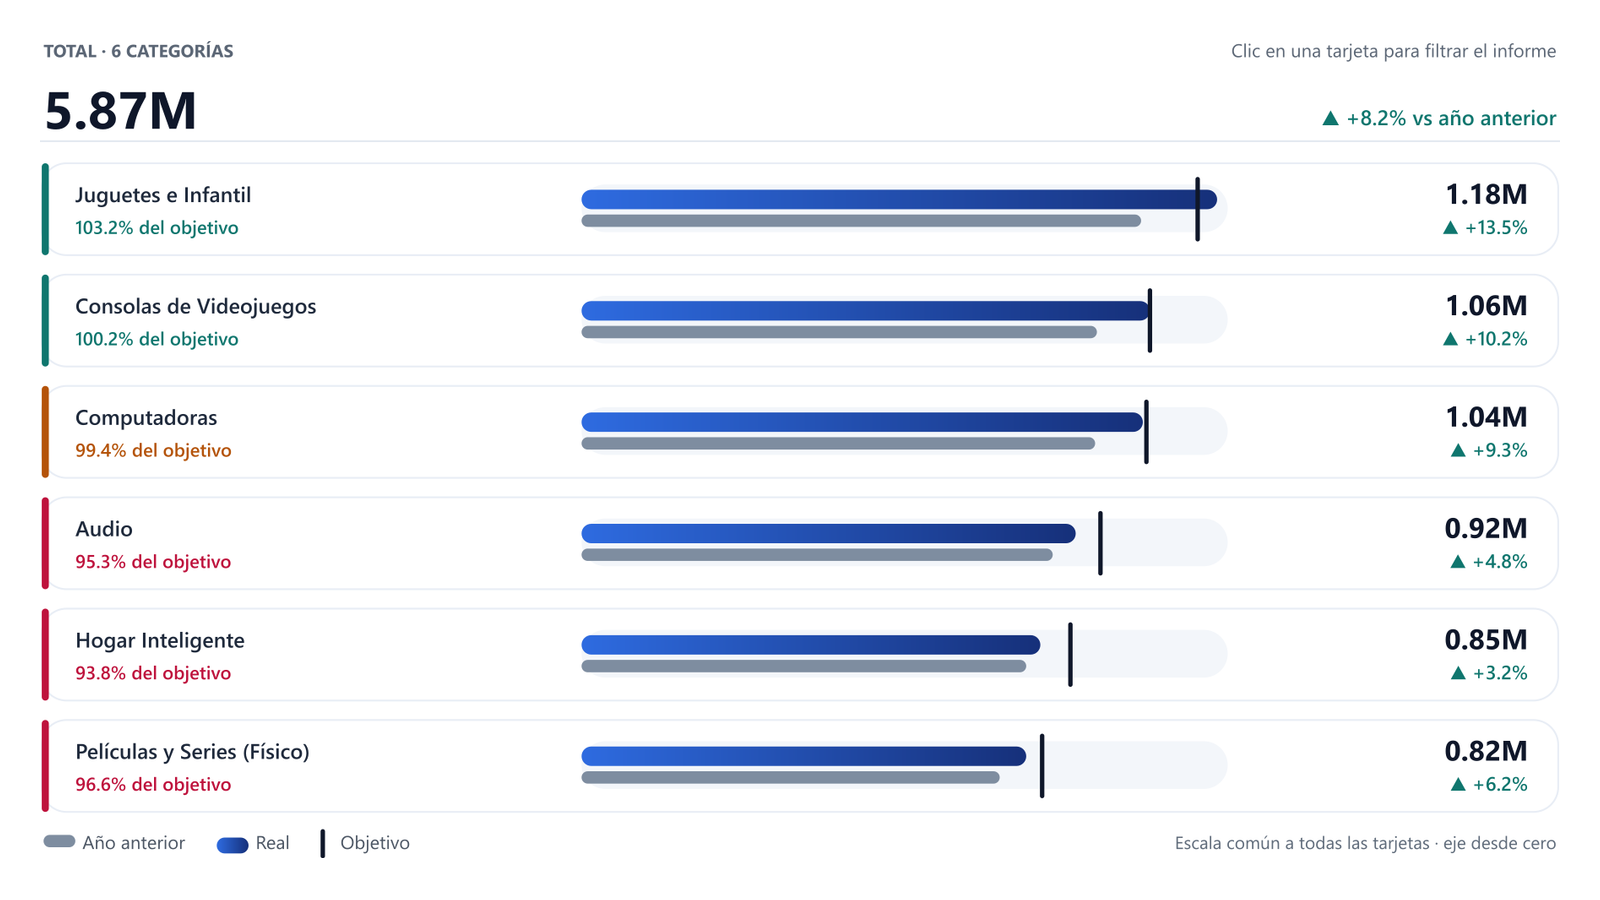 TOTAL · 6 CATEGORÍAS
Clic en una tarjeta para filtrar el informe
5.87M
▲ +8.2% vs año anterior
Juguetes e Infantil
103.2% del objetivo
1.18M
▲ +13.5%
Consolas de Videojuegos
100.2% del objetivo
1.06M
▲ +10.2%
Computadoras
99.4% del objetivo
1.04M
▲ +9.3%
Audio
95.3% del objetivo
0.92M
▲ +4.8%
Hogar Inteligente
93.8% del objetivo
0.85M
▲ +3.2%
Películas y Series (Físico)
96.6% del objetivo
0.82M
▲ +6.2%
Año anterior
Real
Objetivo
Escala común a todas las tarjetas · eje desde cero